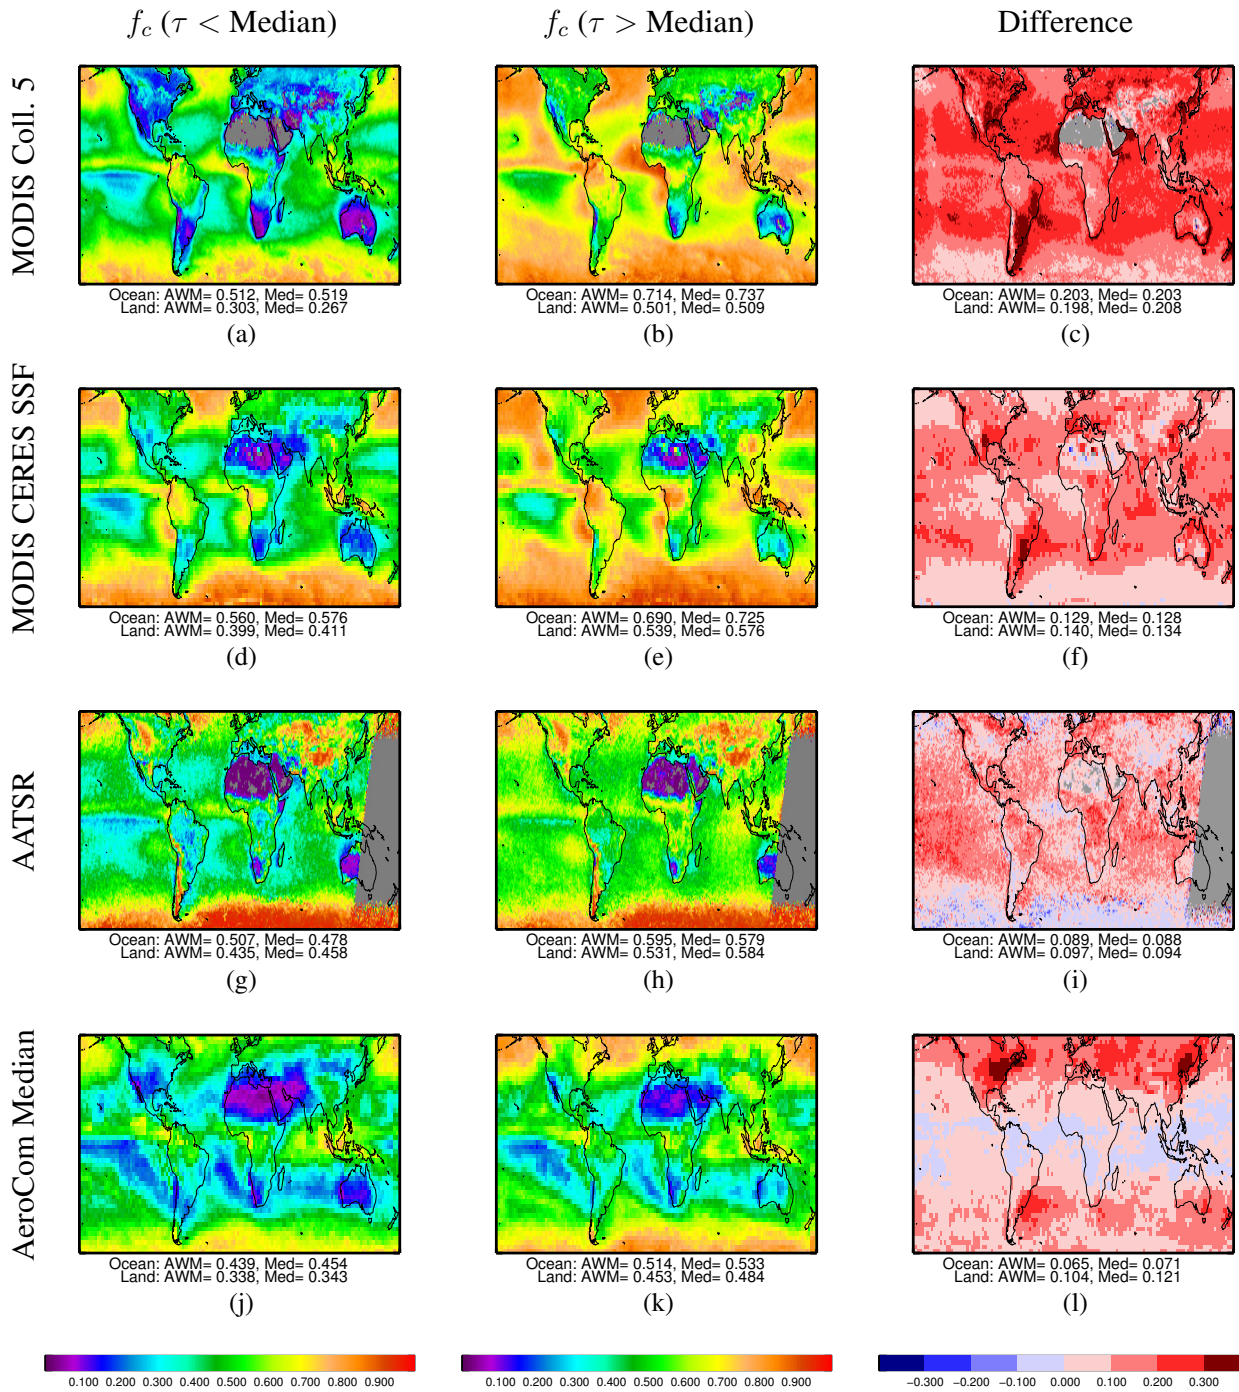 f_c (τ < Median)
f_c (τ > Median)
Difference
MODIS Coll. 5
Ocean: AWM= 0.512, Med= 0.519
Land: AWM= 0.303, Med= 0.267
(a)
Ocean: AWM= 0.714, Med= 0.737
Land: AWM= 0.501, Med= 0.509
(b)
Ocean: AWM= 0.203, Med= 0.203
Land: AWM= 0.198, Med= 0.208
(c)
MODIS CERES SSF
Ocean: AWM= 0.560, Med= 0.576
Land: AWM= 0.399, Med= 0.411
(d)
Ocean: AWM= 0.690, Med= 0.725
Land: AWM= 0.539, Med= 0.576
(e)
Ocean: AWM= 0.129, Med= 0.128
Land: AWM= 0.140, Med= 0.134
(f)
AATSR
Ocean: AWM= 0.507, Med= 0.478
Land: AWM= 0.435, Med= 0.458
(g)
Ocean: AWM= 0.595, Med= 0.579
Land: AWM= 0.531, Med= 0.584
(h)
Ocean: AWM= 0.089, Med= 0.088
Land: AWM= 0.097, Med= 0.094
(i)
AeroCom Median
Ocean: AWM= 0.439, Med= 0.454
Land: AWM= 0.338, Med= 0.343
(j)
Ocean: AWM= 0.514, Med= 0.533
Land: AWM= 0.453, Med= 0.484
(k)
Ocean: AWM= 0.065, Med= 0.071
Land: AWM= 0.104, Med= 0.121
(l)
0.100 0.200 0.300 0.400 0.500 0.600 0.700 0.800 0.900
0.100 0.200 0.300 0.400 0.500 0.600 0.700 0.800 0.900
−0.300 −0.200 −0.100 0.000 0.100 0.200 0.300